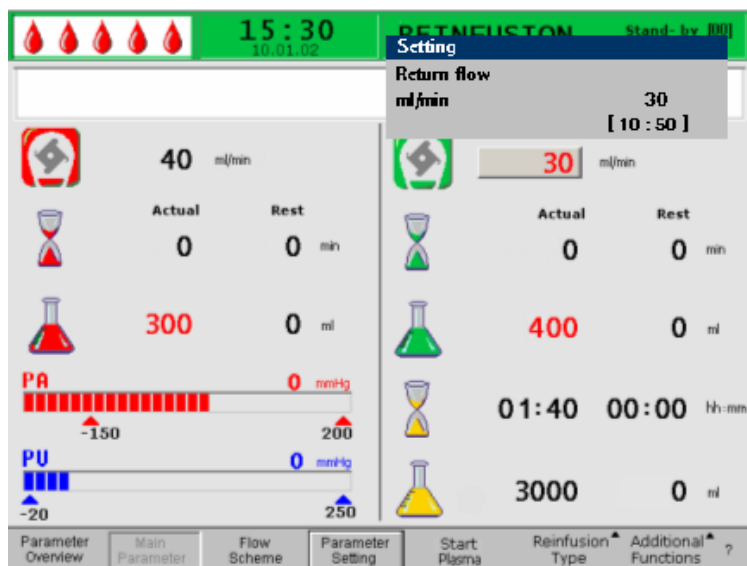 15:30
10.01.02
Stand- by [00]
Setting
Return flow
ml/min 30
[ 10 : 50 ]
40 ml/min
30 ml/min
Actual Rest
0 0 min
Actual Rest
0 0 min
300 0 ml
400 0 ml
PA 0 mmHg
-150 200
01:40 00:00 hh:mm
PV 0 mmHg
-20 250
3000 0 ml
Parameter Overview
Main Parameter
Flow Scheme
Parameter Setting
Start Plasma
Reinfusion Type
Additional Functions
?